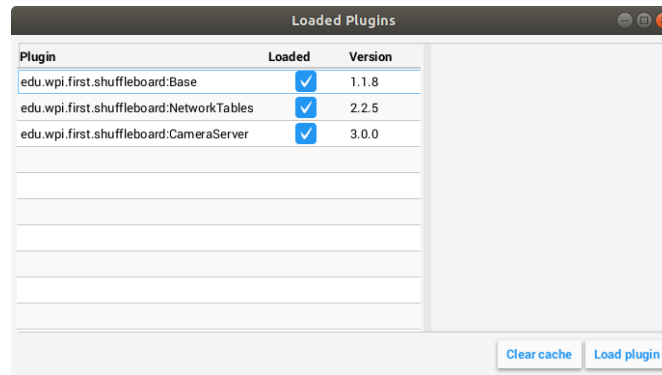 Loaded Plugins
Plugin Loaded Version
edu.wpi.first.shuffleboard:Base 1.1.8
edu.wpi.first.shuffleboard:NetworkTables 2.2.5
edu.wpi.first.shuffleboard:CameraServer 3.0.0
Clear cache Load plugin